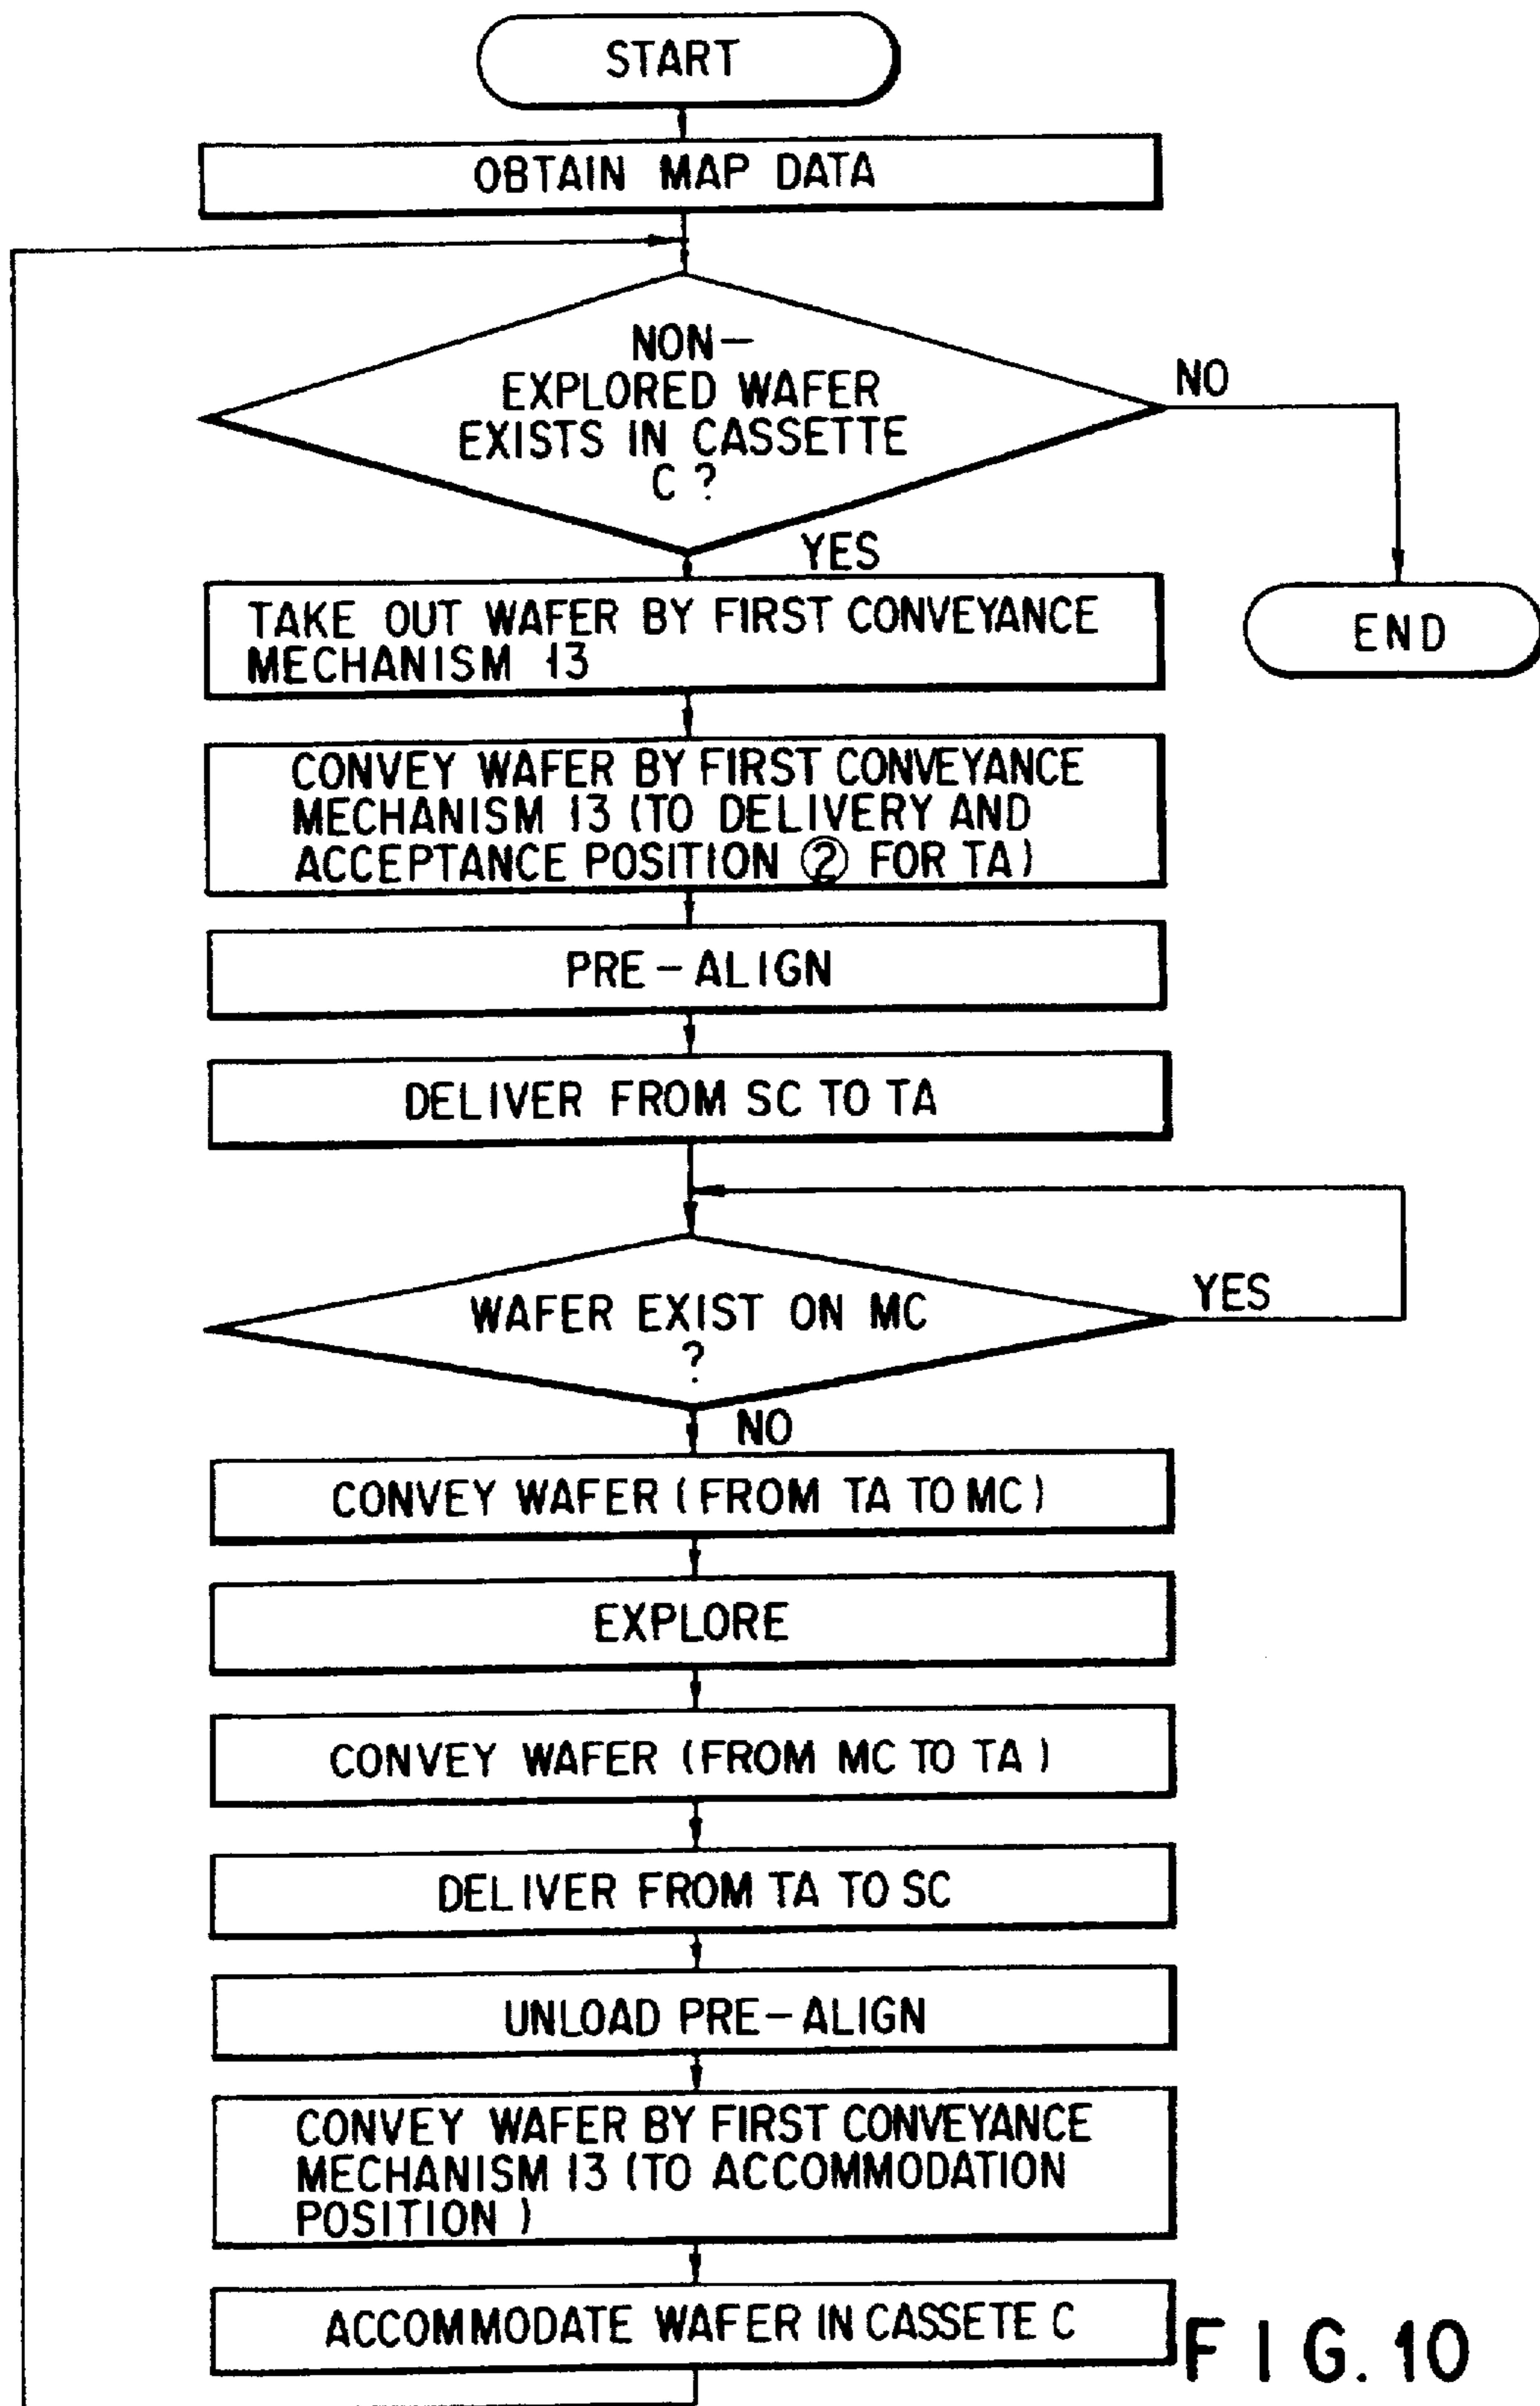 START
OBTAIN MAP DATA
NON-
EXPLORED WAFER
EXISTS IN CASSETTE
C ?
NO
YES
END
TAKE OUT WAFER BY FIRST CONVEYANCE
MECHANISM 13
CONVEY WAFER BY FIRST CONVEYANCE
MECHANISM 13 (TO DELIVERY AND
ACCEPTANCE POSITION ② FOR TA)
PRE-ALIGN
DELIVER FROM SC TO TA
WAFER EXIST ON MC
?
YES
NO
CONVEY WAFER (FROM TA TO MC)
EXPLORE
CONVEY WAFER (FROM MC TO TA)
DELIVER FROM TA TO SC
UNLOAD PRE-ALIGN
CONVEY WAFER BY FIRST CONVEYANCE
MECHANISM 13 (TO ACCOMMODATION
POSITION)
ACCOMMODATE WAFER IN CASSETE C
FIG. 10